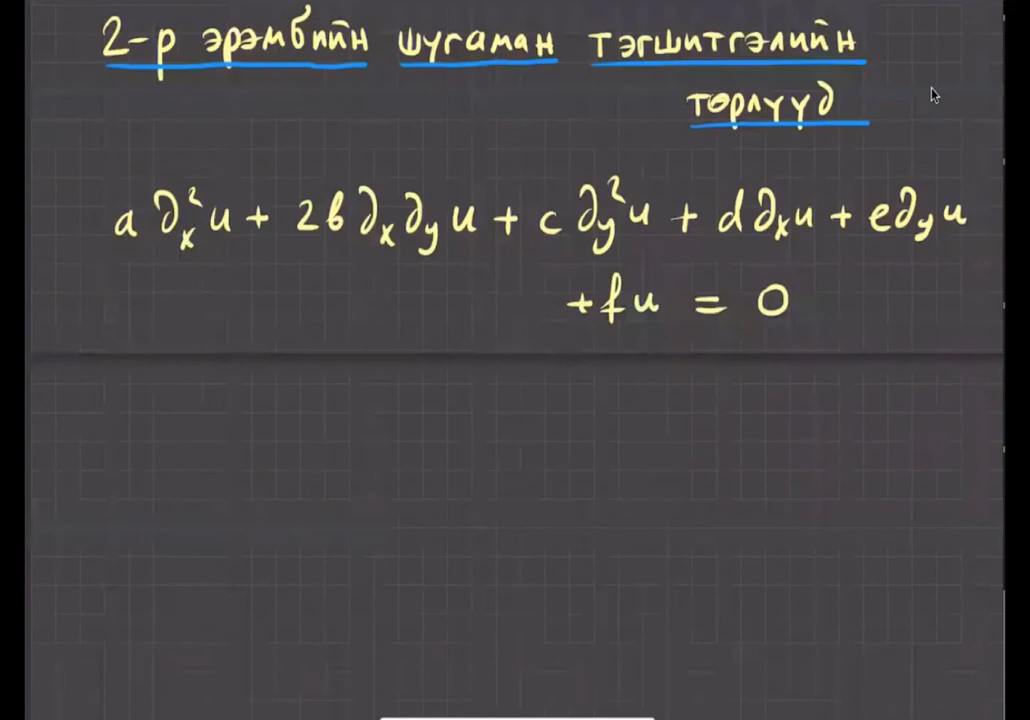 2-р эрэмбийн шугаман тэгшитгэлийн
төрлүүд
a ∂ₓ²u + 2b ∂ₓ∂ᵧu + c ∂ᵧ²u + d∂ₓu + e∂ᵧu
+fu = 0